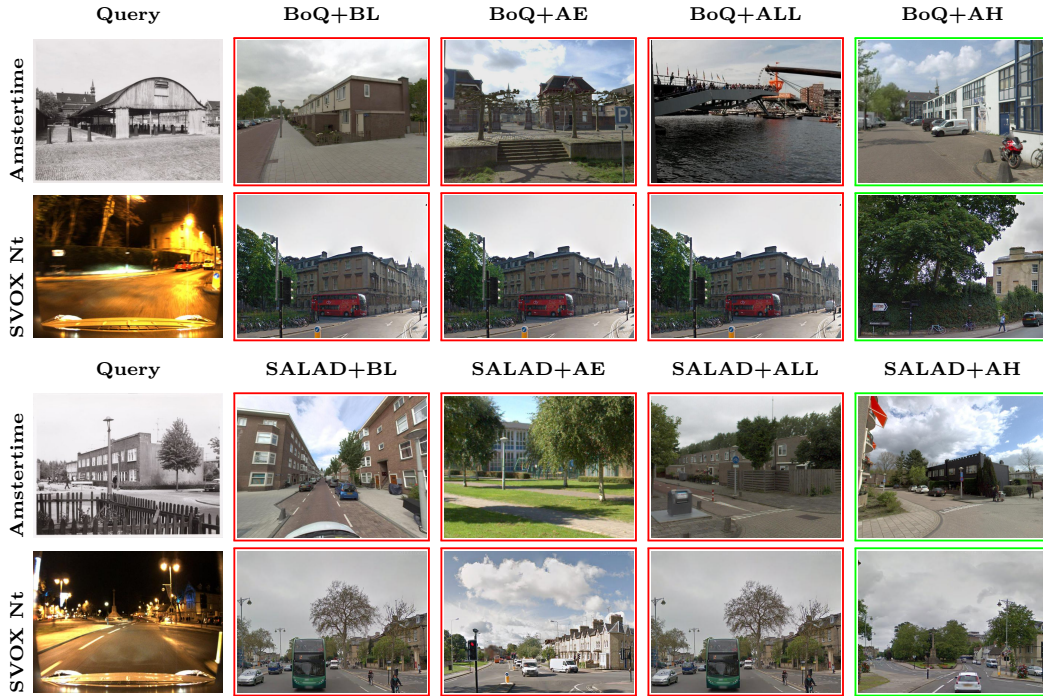 Query BoQ+BL BoQ+AE BoQ+ALL BoQ+AH
Amstertime
P
SVOX Nt
Query SALAD+BL SALAD+AE SALAD+ALL SALAD+AH
Amstertime
SVOX Nt